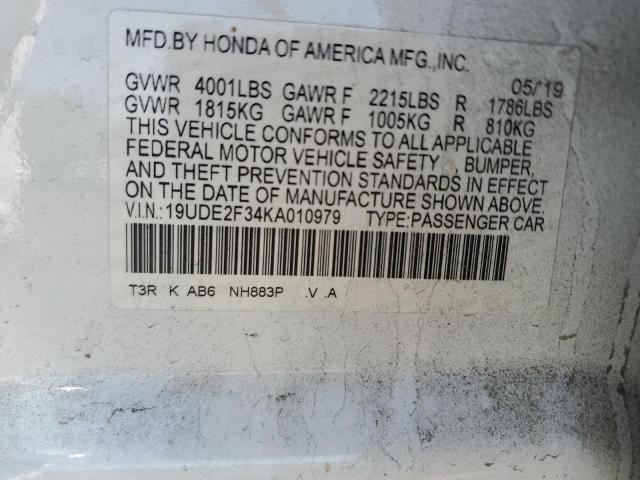 MFD.BY HONDA OF AMERICA MFG.,INC.
05/'19
GVWR 4001LBS GAWR F 2215LBS R 1786LBS
GVWR 1815KG GAWR F 1005KG R 810KG
THIS VEHICLE CONFORMS TO ALL APPLICABLE
FEDERAL MOTOR VEHICLE SAFETY , BUMPER,
AND THEFT PREVENTION STANDARDS IN EFFECT
ON THE DATE OF MANUFACTURE SHOWN ABOVE.
V.I.N.:19UDE2F34KA010979 TYPE:PASSENGER CAR
T3R K AB6 NH883P .V .A